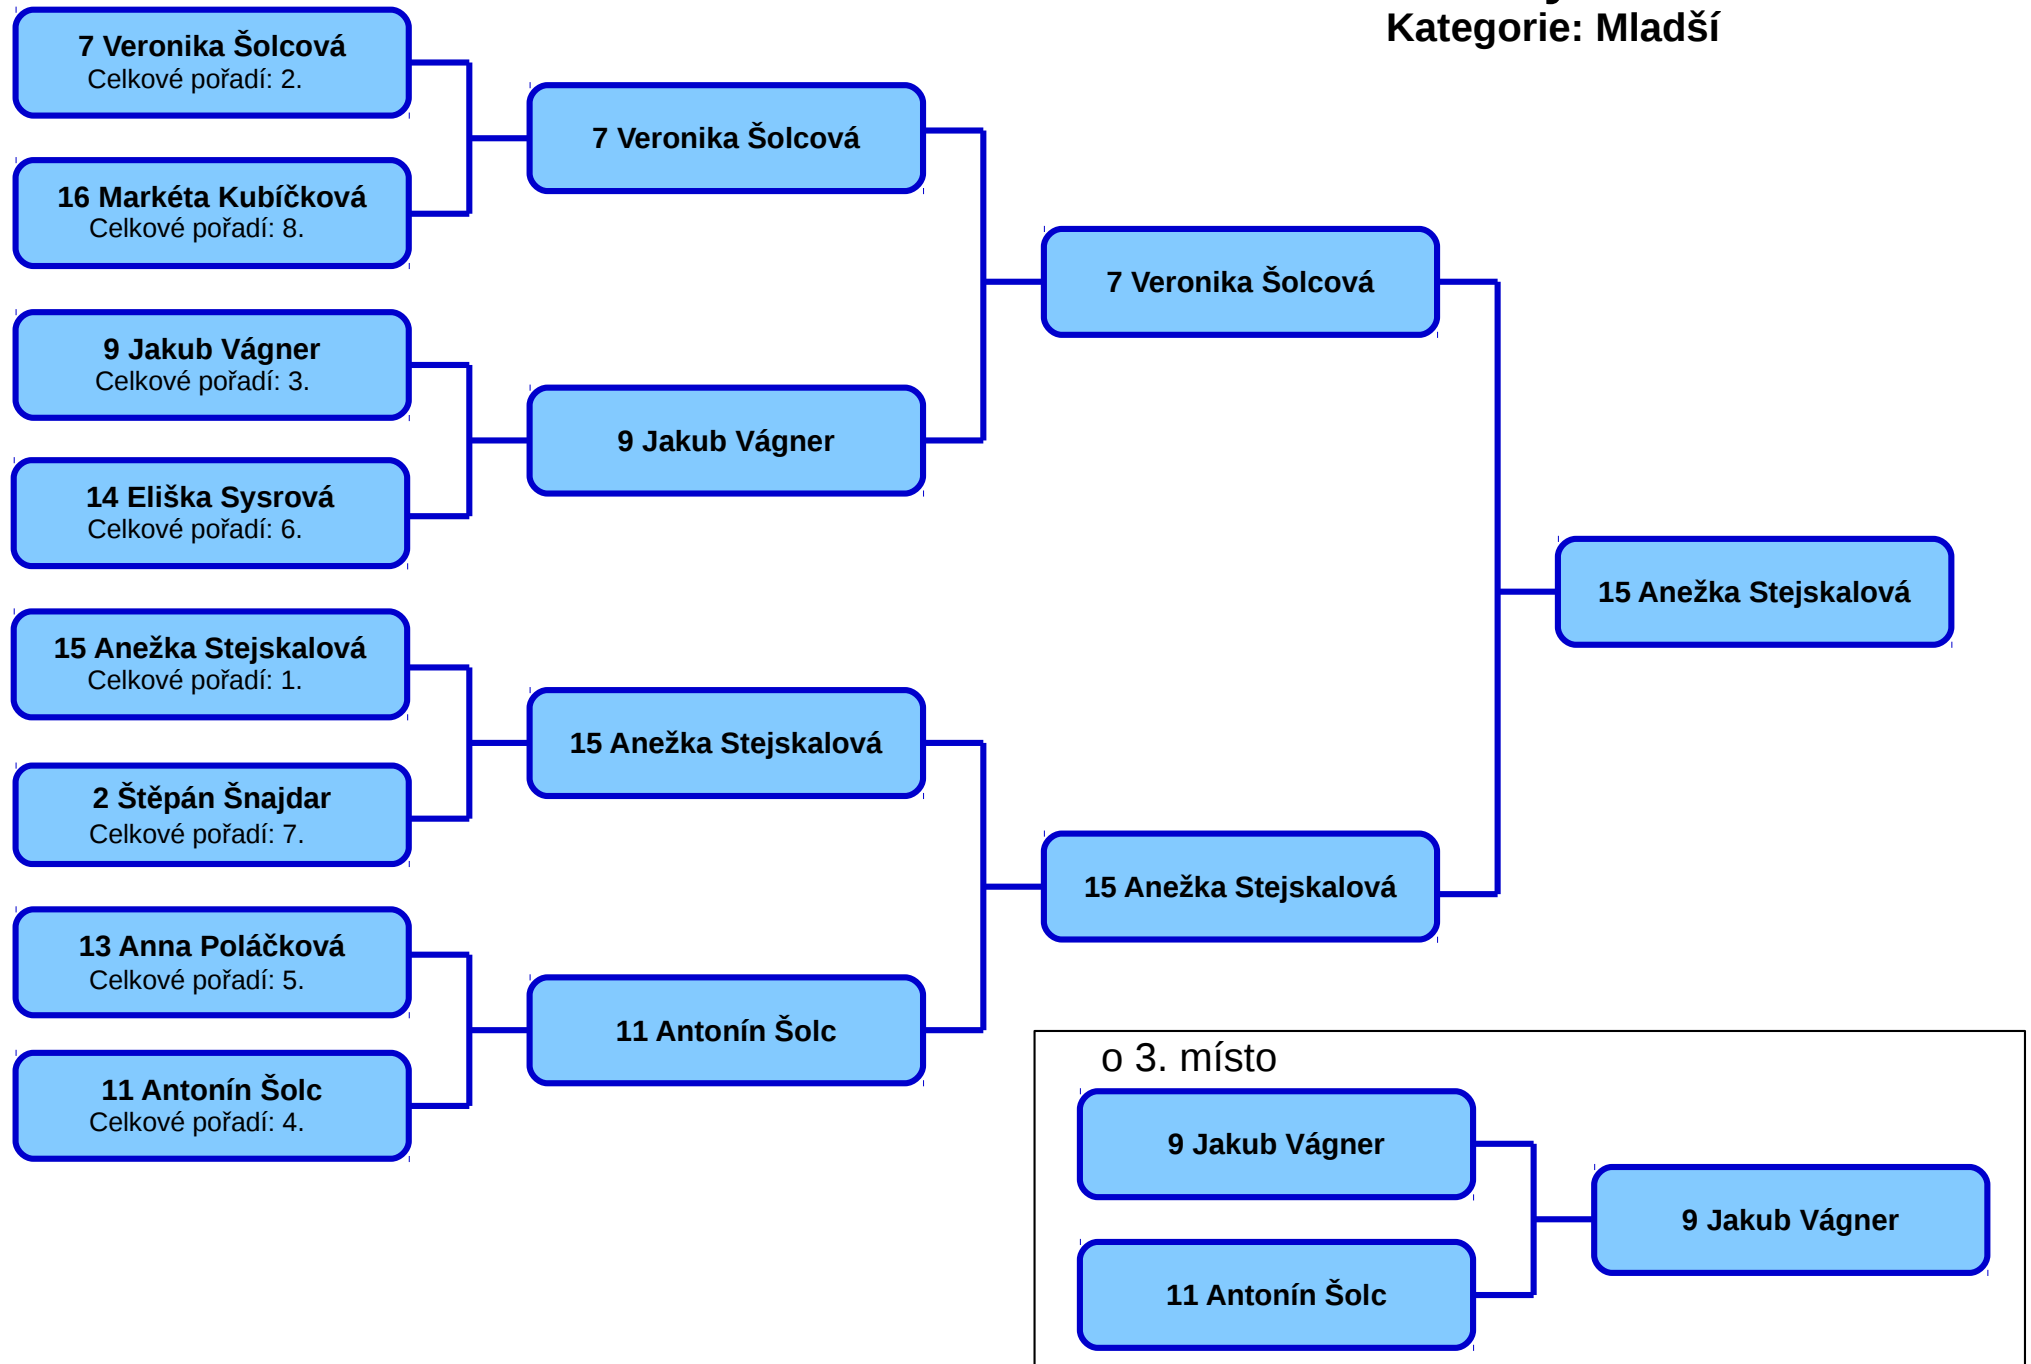 Kategorie: Mladší
7 Veronika Šolcová
Celkové pořadí: 2.
16 Markéta Kubíčková
Celkové pořadí: 8.
9 Jakub Vágner
Celkové pořadí: 3.
14 Eliška Sysrová
Celkové pořadí: 6.
15 Anežka Stejskalová
Celkové pořadí: 1.
2 Štěpán Šnajdar
Celkové pořadí: 7.
13 Anna Poláčková
Celkové pořadí: 5.
11 Antonín Šolc
Celkové pořadí: 4.
7 Veronika Šolcová
9 Jakub Vágner
15 Anežka Stejskalová
11 Antonín Šolc
7 Veronika Šolcová
15 Anežka Stejskalová
15 Anežka Stejskalová
o 3. místo
9 Jakub Vágner
11 Antonín Šolc
9 Jakub Vágner